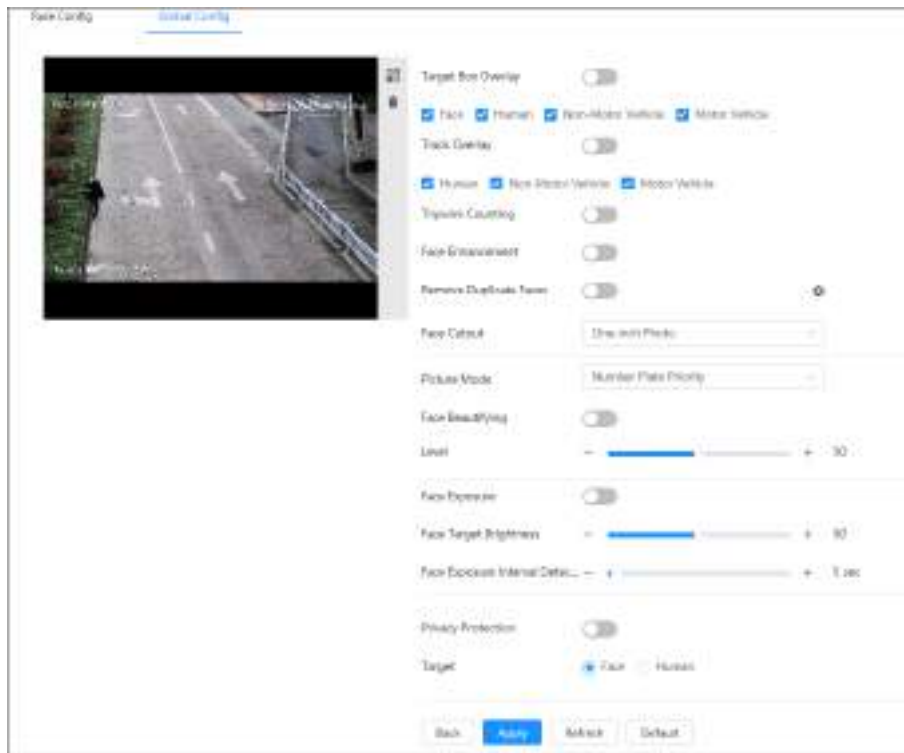 Rule Config
Global Config
Target Box Overlay
Face Human Non-Motor Vehicle Motor Vehicle
Track Overlay
Human Non-Motor Vehicle Motor Vehicle
Tripwire Counting
Face Enhancement
Remove Duplicate Faces
Face Cutout One-inch Photo
Picture Mode Number Plate Priority
Face Beautifying
Level - + 50
Face Exposure
Face Target Brightness - + 50
Face Exposure Interval Detec... - + 5 sec
Privacy Protection
Target Face Human
Back Apply Refresh Default